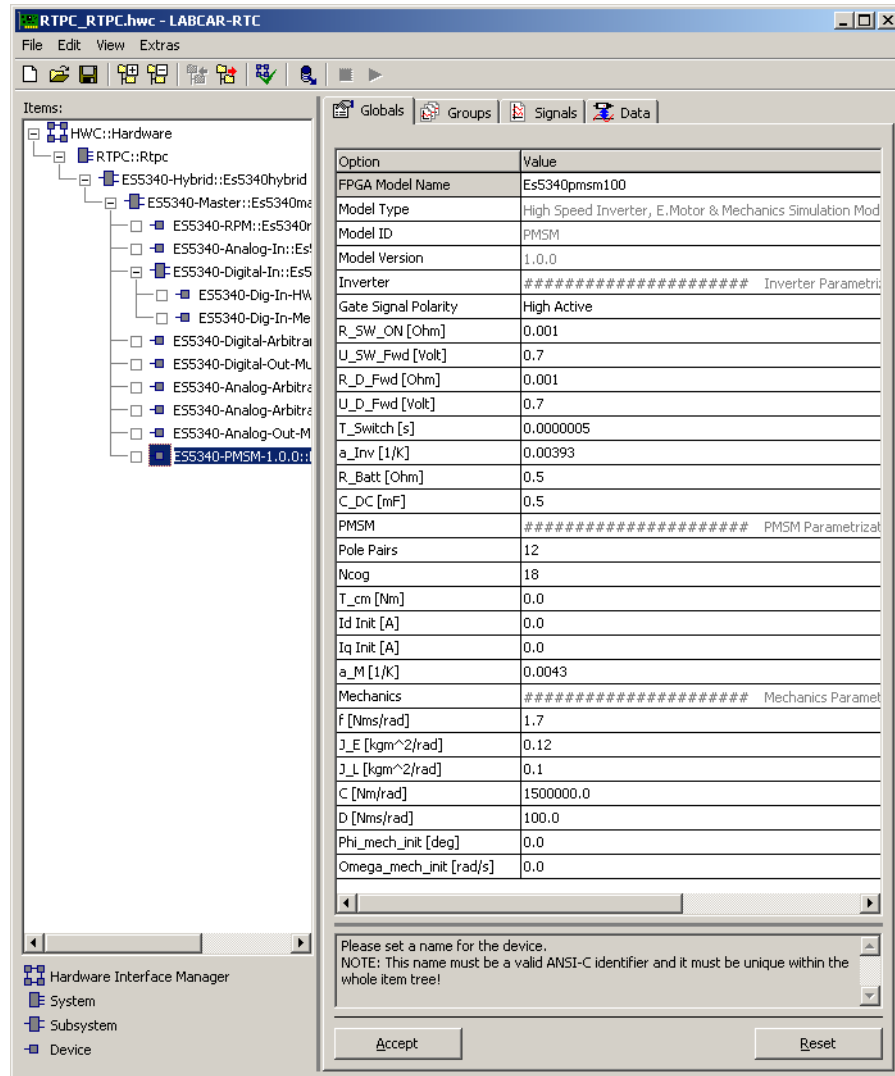 RTPC_RTPC.hwc - LABCAR-RTC
File Edit View Extras
Items:
HWC::Hardware
RTPC::Rtpc
ES5340-Hybrid::Es5340hybrid
ES5340-Master::Es5340ma
ES5340-RPM::Es5340r
ES5340-Analog-In::Es!
ES5340-Digital-In::Es5
ES5340-Dig-In-HW
ES5340-Dig-In-Me
ES5340-Digital-Arbitrar
ES5340-Digital-Out-Mu
ES5340-Analog-Arbitra
ES5340-Analog-Arbitra
ES5340-Analog-Out-M
ES5340-PMSM-1.0.0::
Hardware Interface Manager
System
Subsystem
Device
Globals Groups Signals Data
Option Value
FPGA Model Name Es5340pmsm100
Model Type High Speed Inverter, E.Motor & Mechanics Simulation Mod
Model ID PMSM
Model Version 1.0.0
Inverter ###################### Inverter Parametri
Gate Signal Polarity High Active
R_SW_ON [Ohm] 0.001
U_SW_Fwd [Volt] 0.7
R_D_Fwd [Ohm] 0.001
U_D_Fwd [Volt] 0.7
T_Switch [s] 0.0000005
a_Inv [1/K] 0.00393
R_Batt [Ohm] 0.5
C_DC [mF] 0.5
PMSM ###################### PMSM Parametrizat
Pole Pairs 12
Ncog 18
T_cm [Nm] 0.0
Id Init [A] 0.0
Iq Init [A] 0.0
a_M [1/K] 0.0043
Mechanics ###################### Mechanics Paramet
f [Nms/rad] 1.7
J_E [kgm^2/rad] 0.12
J_L [kgm^2/rad] 0.1
C [Nm/rad] 1500000.0
D [Nms/rad] 100.0
Phi_mech_init [deg] 0.0
Omega_mech_init [rad/s] 0.0
Please set a name for the device.
NOTE: This name must be a valid ANSI-C identifier and it must be unique within the
whole item tree!
Accept Reset